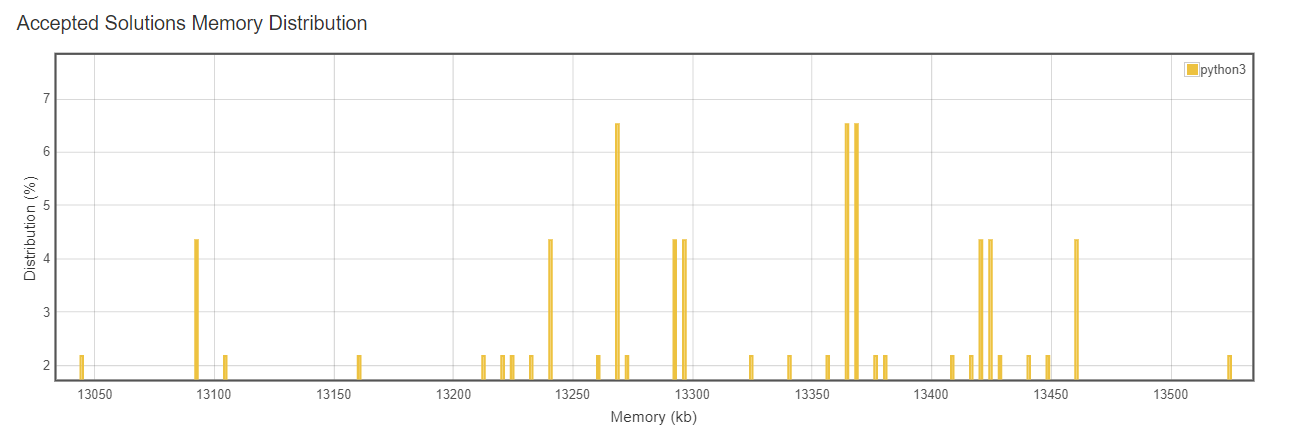 Accepted Solutions Memory Distribution
python3
7
6
5
4
3
2
Distribution (%)
13050 13100 13150 13200 13250 13300 13350 13400 13450 13500
Memory (kb)